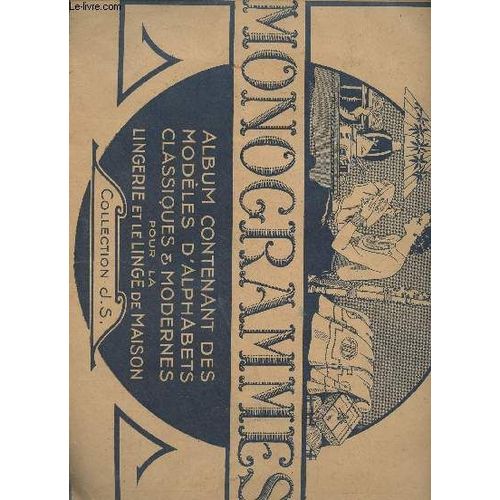 Le-livre.com
MONOGRAMMES
ALBUM CONTENANT DES
MODÈLES D'ALPHABETS
CLASSIQUES & MODERNES
POUR LA
LINGERIE ET LE LINGE DE MAISON
COLLECTION J.S.